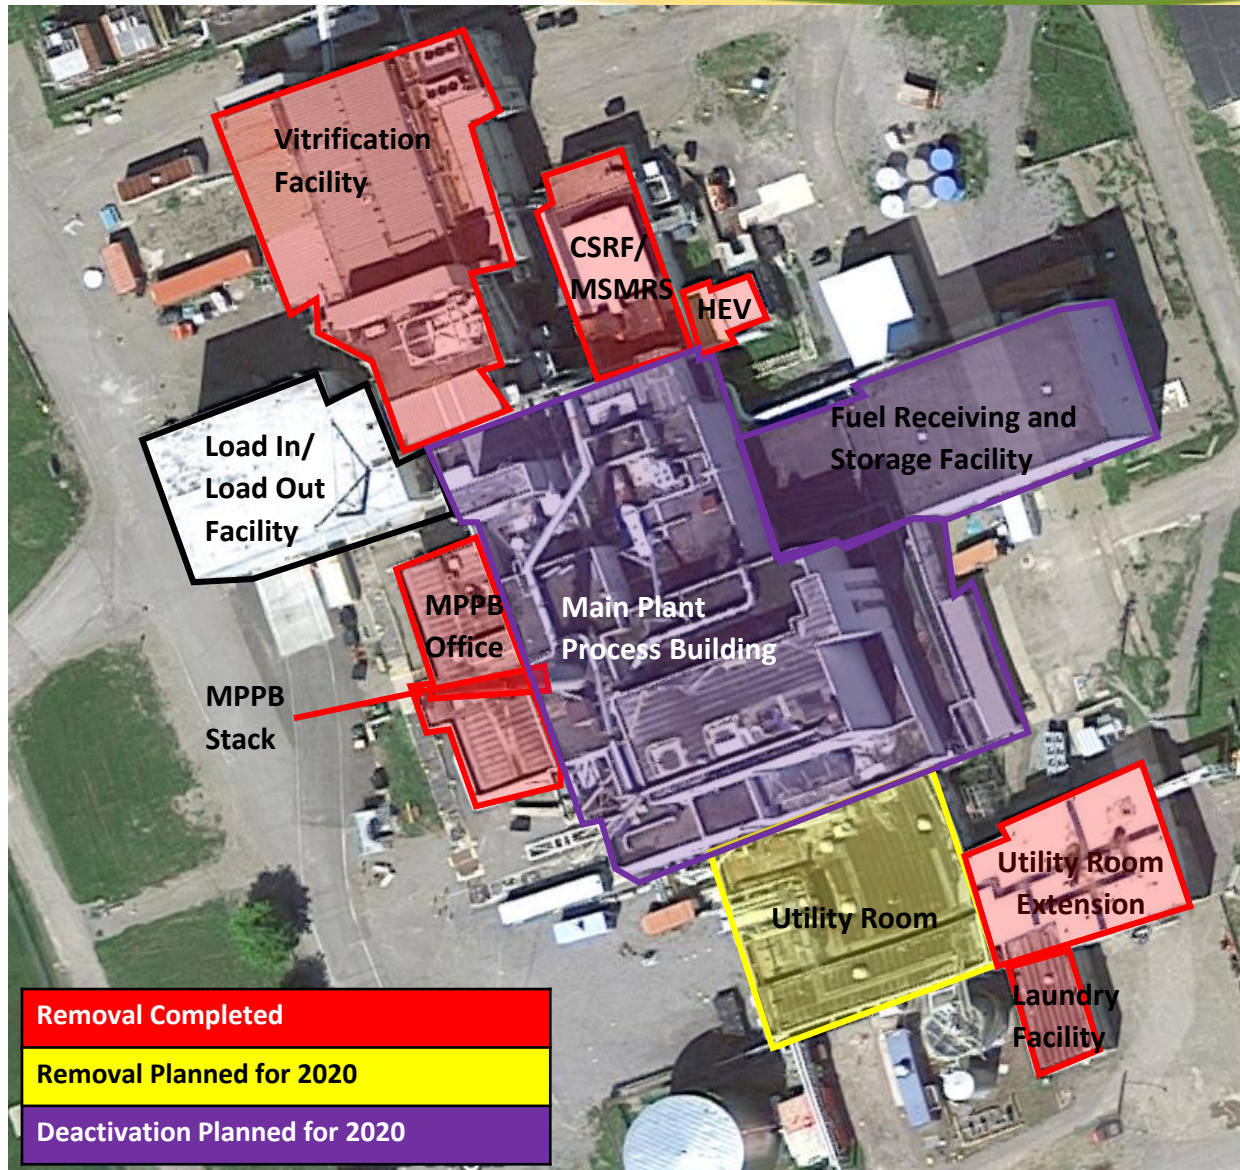 Vitrification
Facility
CSRF/
MSMRS
HEV
Fuel Receiving and
Storage Facility
Load In/
Load Out
Facility
MPPB
Office
Main Plant
Process Building
MPPB
Stack
Utility Room
Extension
Utility Room
Laundry
Facility
Removal Completed
Removal Planned for 2020
Deactivation Planned for 2020